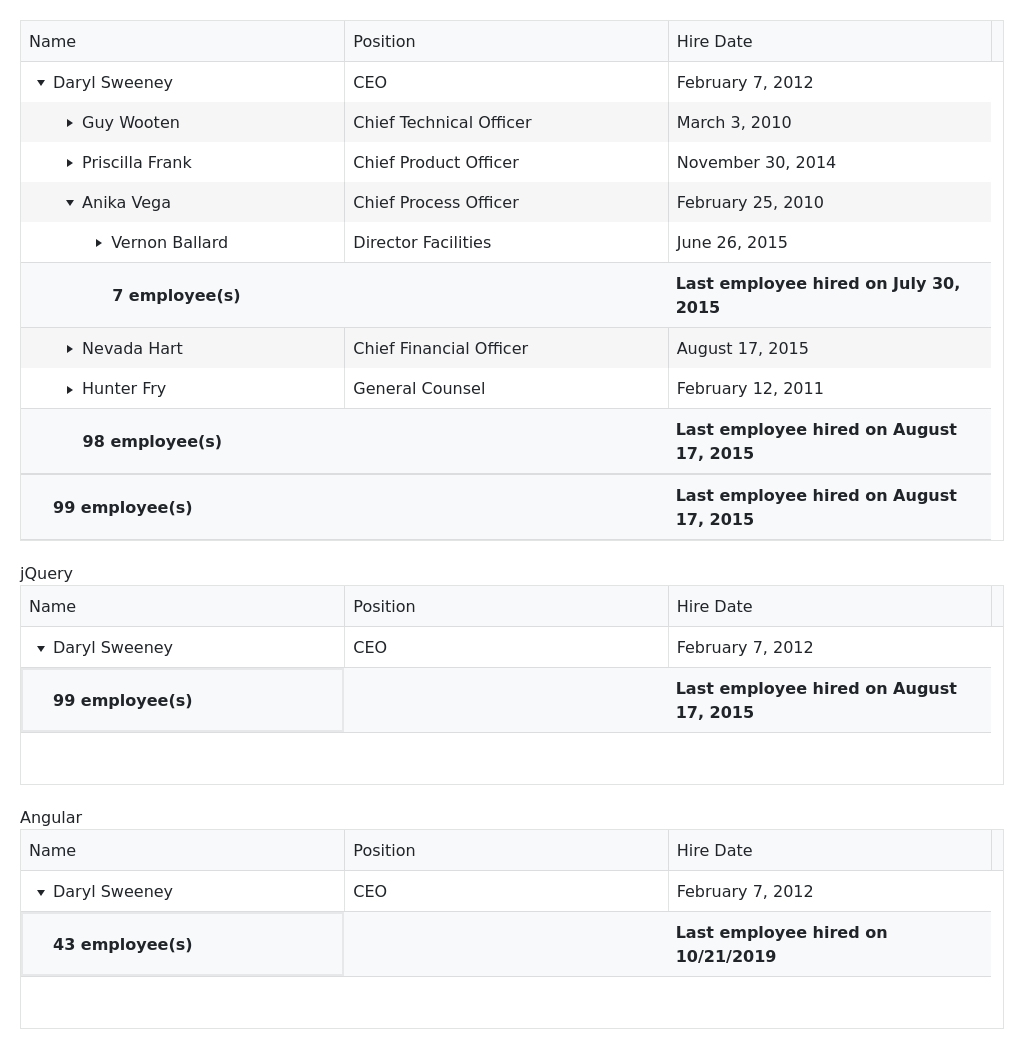 Name Position Hire Date
Daryl Sweeney CEO February 7, 2012
Guy Wooten Chief Technical Officer March 3, 2010
Priscilla Frank Chief Product Officer November 30, 2014
Anika Vega Chief Process Officer February 25, 2010
Vernon Ballard Director Facilities June 26, 2015
7 employee(s) Last employee hired on July 30,
2015
Nevada Hart Chief Financial Officer August 17, 2015
Hunter Fry General Counsel February 12, 2011
98 employee(s) Last employee hired on August
17, 2015
99 employee(s) Last employee hired on August
17, 2015
jQuery
Name Position Hire Date
Daryl Sweeney CEO February 7, 2012
99 employee(s) Last employee hired on August
17, 2015
Angular
Name Position Hire Date
Daryl Sweeney CEO February 7, 2012
43 employee(s) Last employee hired on
10/21/2019